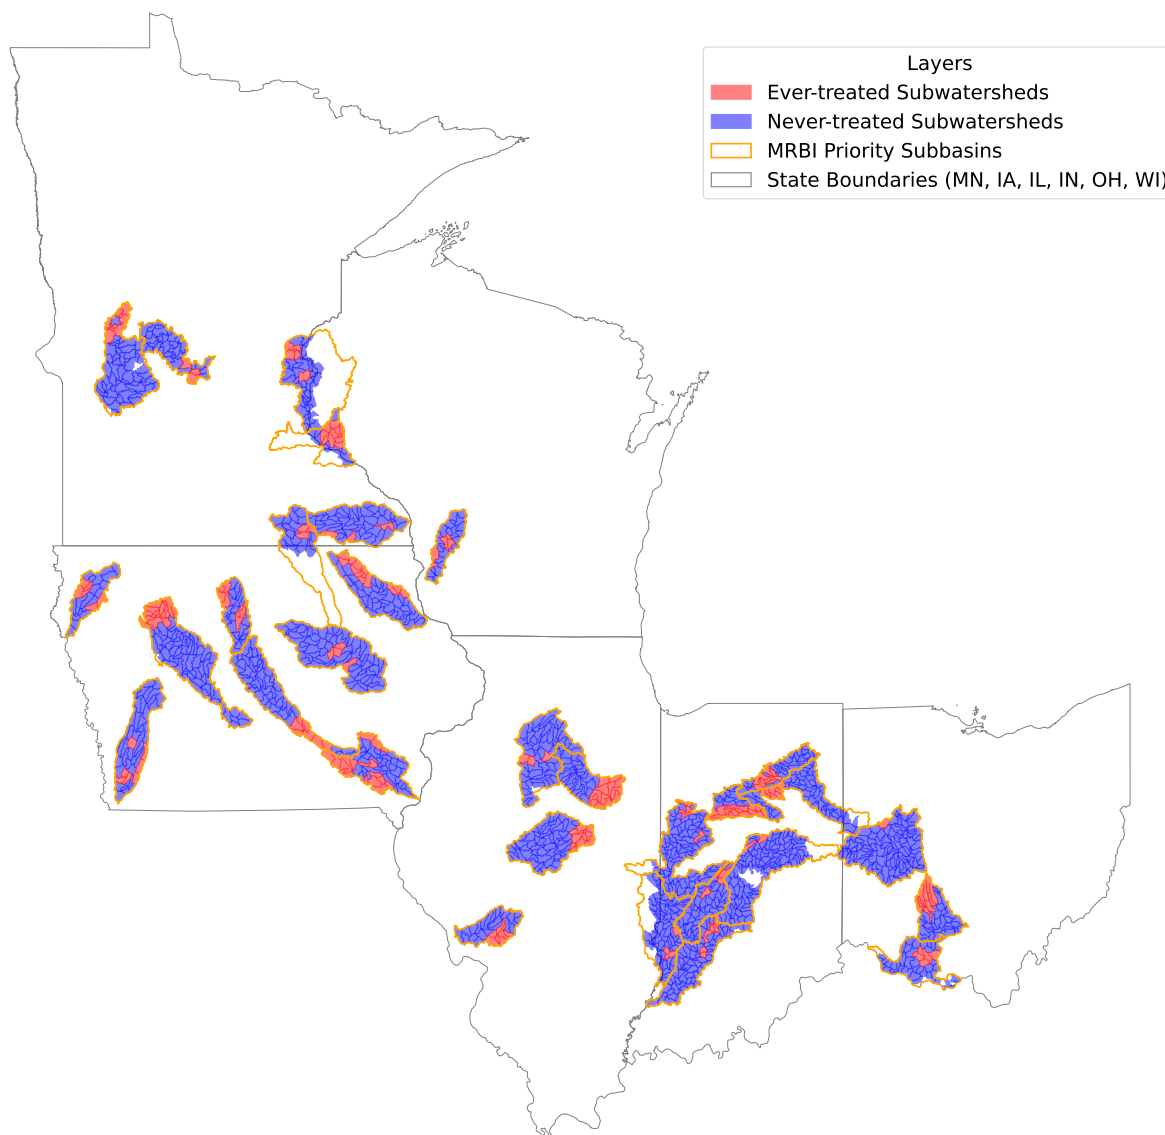 Layers
Ever-treated Subwatersheds
Never-treated Subwatersheds
MRBI Priority Subbasins
State Boundaries (MN, IA, IL, IN, OH, WI)